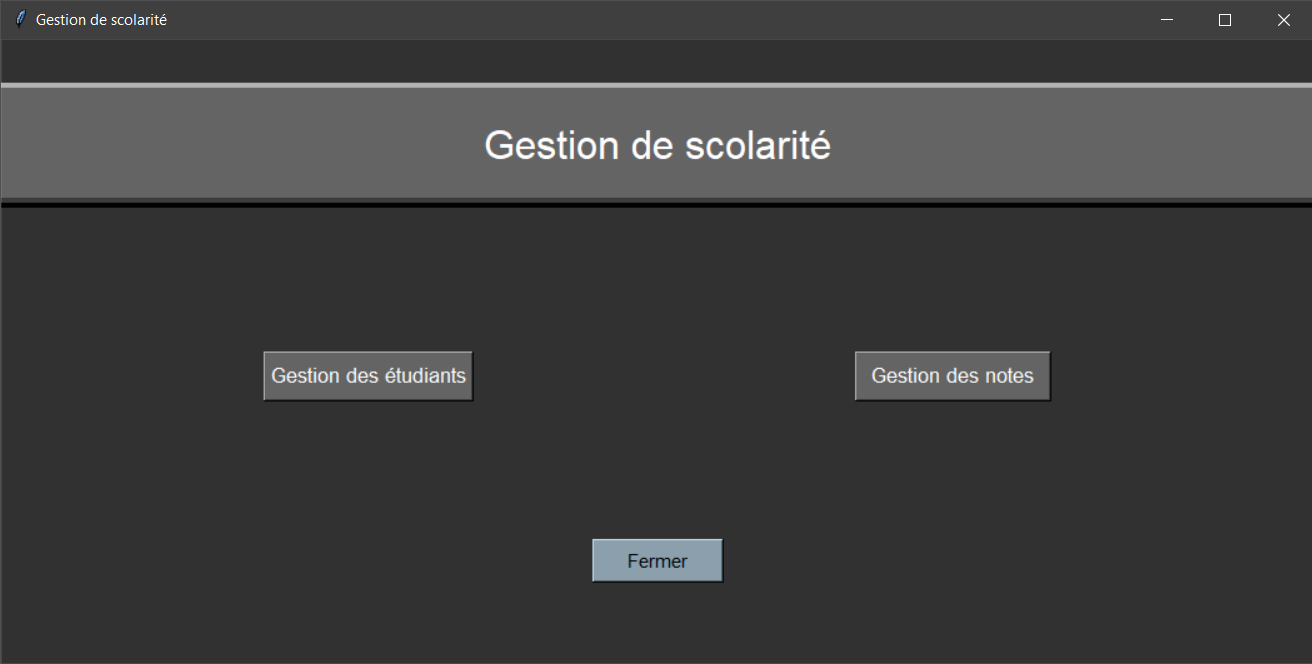 Gestion de scolarité
Gestion de scolarité
Gestion des étudiants
Gestion des notes
Fermer